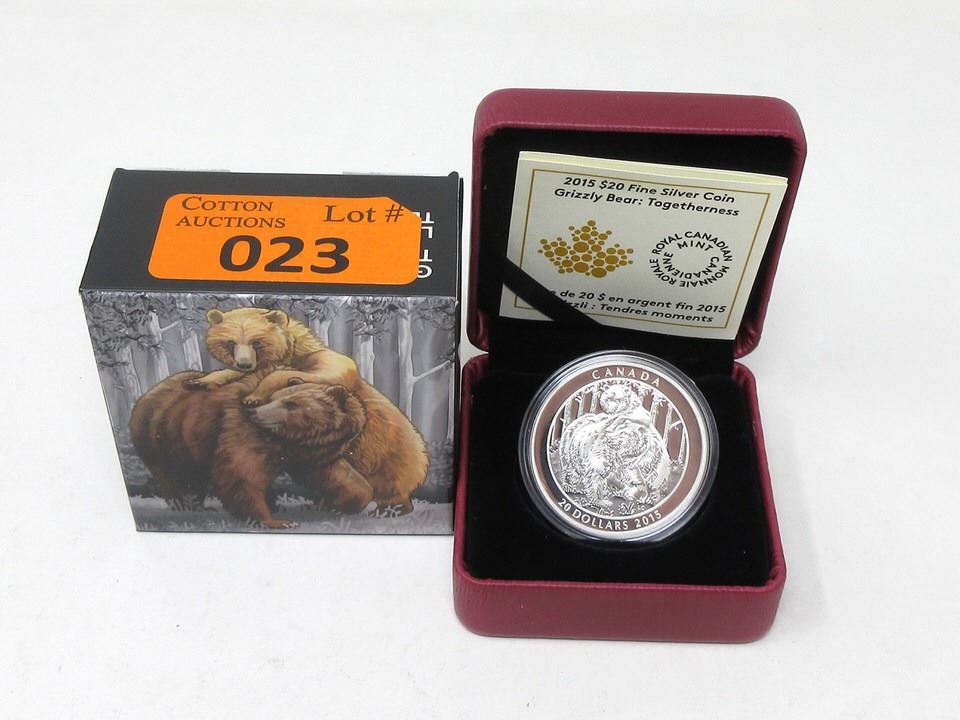 COTTON AUCTIONS
Lot #
023
2015 $20 Fine Silver Coin
Grizzly Bear: Togetherness
ROYAL CANADIAN MINT
MONNAIE ROYALE CANADIENNE
de 20 $ en argent fin 2015
: Tendres moments
CANADA
20 DOLLARS 2015